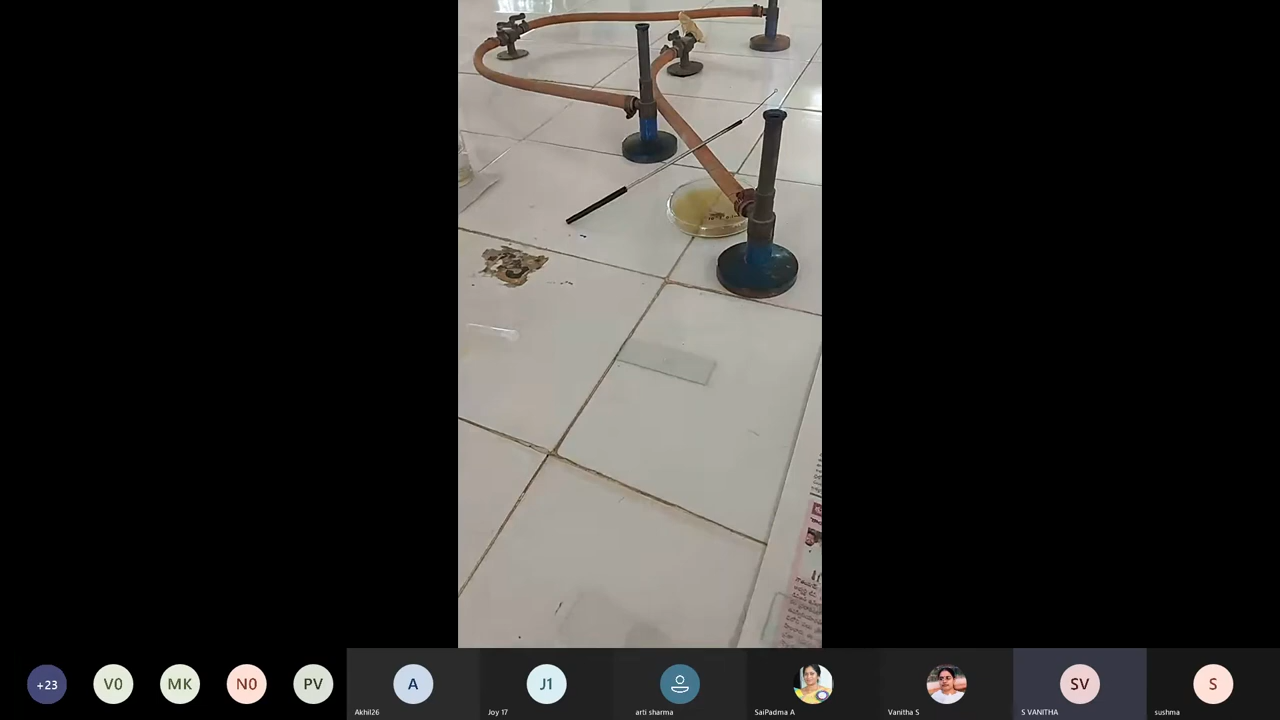 +23
V0
MK
N0
PV
A
Akhil26
J1
Joy 17
arti sharma
SaiPadma A
Vanitha S
SV
S VANITHA
S
sushma